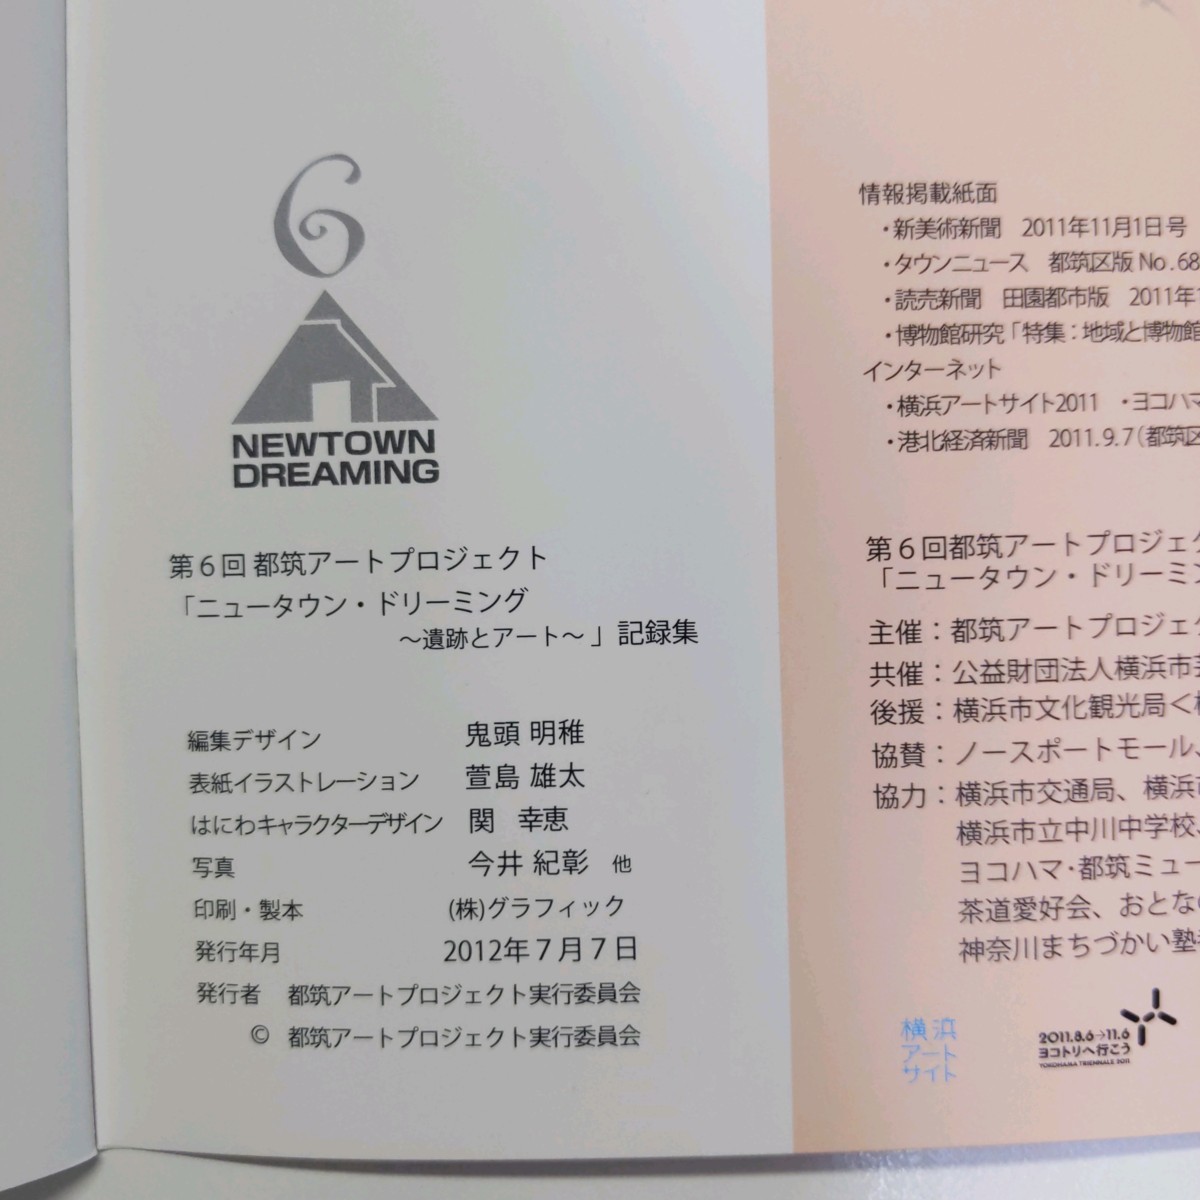 6
NEWTOWN
DREAMING
第6回 都筑アートプロジェクト
「ニュータウン・ドリーミング
～遺跡とアート～」記録集
編集デザイン 鬼頭 明稚
表紙イラストレーション 萱島 雄太
はにわキャラクターデザイン 関 幸恵
写真 今井 紀彰 他
印刷・製本 (株)グラフィック
発行年月 2012年7月7日
発行者 都筑アートプロジェクト実行委員会
© 都筑アートプロジェクト実行委員会
情報掲載紙面
・新美術新聞 2011年11月1日号
・タウンニュース 都筑区版 No.68
・読売新聞 田園都市版 2011年
・博物館研究「特集：地域と博物館
インターネット
・横浜アートサイト2011 ・ヨコハマ
・港北経済新聞 2011.9.7(都筑区
第6回都筑アートプロジェク
「ニュータウン・ドリーミン
主催：都筑アートプロジェク
共催：公益財団法人横浜市芸
後援：横浜市文化観光局＜
協賛：ノースポートモール、
協力：横浜市交通局、横浜市
横浜市立中川中学校、
ヨコハマ・都筑ミュー
茶道愛好会、おとなの
神奈川まちづかい塾
横浜
アート
サイト
2011.8.6→11.6
ヨコトリへ行こう
YOKOHAMA TRIENNALE 2011